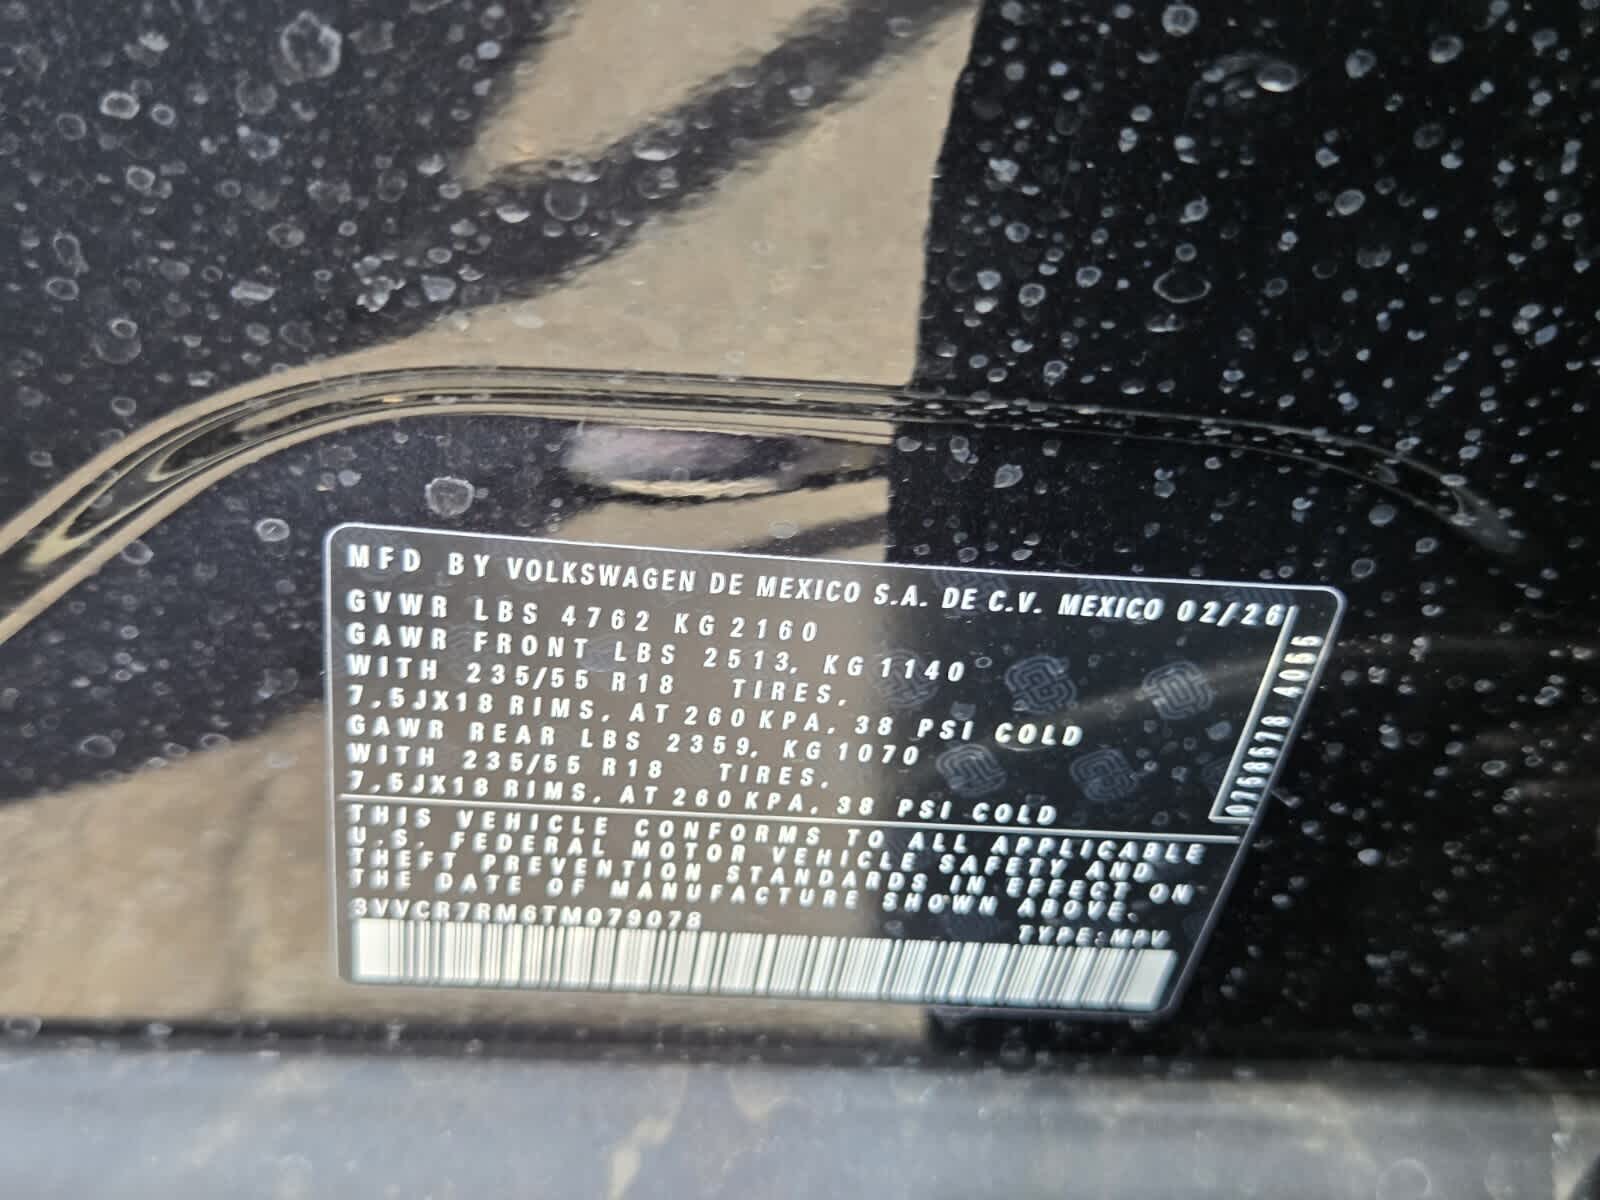 MFD BY VOLKSWAGEN DE MEXICO S.A. DE C.V. MEXICO 02/26
GVWR LBS 4762 KG 2160
GAWR FRONT LBS 2513, KG 1140
WITH 235/55 R18 TIRES,
7,5JX18 RIMS, AT 260 KPA, 38 PSI COLD
GAWR REAR LBS 2359, KG 1070
WITH 235/55 R18 TIRES,
7,5JX18 RIMS, AT 260 KPA, 38 PSI COLD
THIS VEHICLE CONFORMS TO ALL APPLICABLE
U.S. FEDERAL MOTOR VEHICLE SAFETY AND
THEFT PREVENTION STANDARDS IN EFFECT ON
THE DATE OF MANUFACTURE SHOWN ABOVE.
3VVCR7RM6TM079078
TYPE:MPV